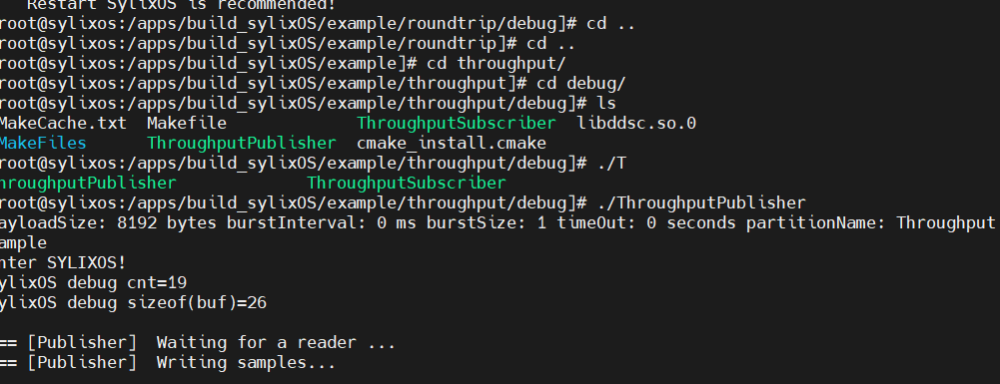 Restart SylixOS is recommended!
root@sylixos:/apps/build_sylixOS/example/roundtrip/debug]# cd ..
root@sylixos:/apps/build_sylixOS/example/roundtrip]# cd ..
root@sylixos:/apps/build_sylixOS/example]# cd throughput/
root@sylixos:/apps/build_sylixOS/example/throughput]# cd debug/
root@sylixos:/apps/build_sylixOS/example/throughput/debug]# ls
MakeCache.txt  Makefile             ThroughputSubscriber  libddsc.so.0
MakeFiles      ThroughputPublisher  cmake_install.cmake
root@sylixos:/apps/build_sylixOS/example/throughput/debug]# ./T
hroughputPublisher             ThroughputSubscriber
root@sylixos:/apps/build_sylixOS/example/throughput/debug]# ./ThroughputPublisher
ayloadSize: 8192 bytes burstInterval: 0 ms burstSize: 1 timeOut: 0 seconds partitionName: Throughput
ample
nter SYLIXOS!
ylixOS debug cnt=19
ylixOS debug sizeof(buf)=26
== [Publisher]  Waiting for a reader ...
== [Publisher]  Writing samples...